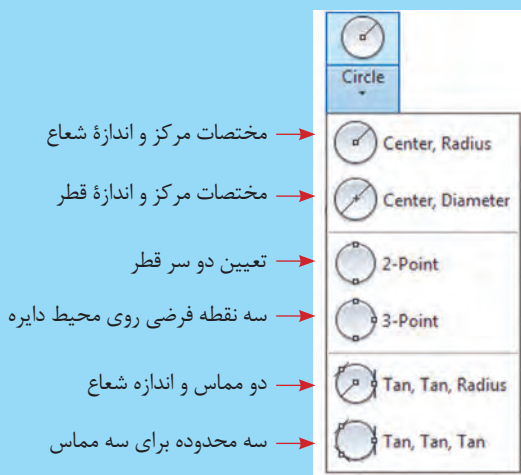 Circle
مختصات مرکز و اندازهٔ شعاع
Center, Radius
مختصات مرکز و اندازهٔ قطر
Center, Diameter
تعیین دو سر قطر
2-Point
سه نقطه فرضی روی محیط دایره
3-Point
دو مماس و اندازه شعاع
Tan, Tan, Radius
سه محدوده برای سه مماس
Tan, Tan, Tan